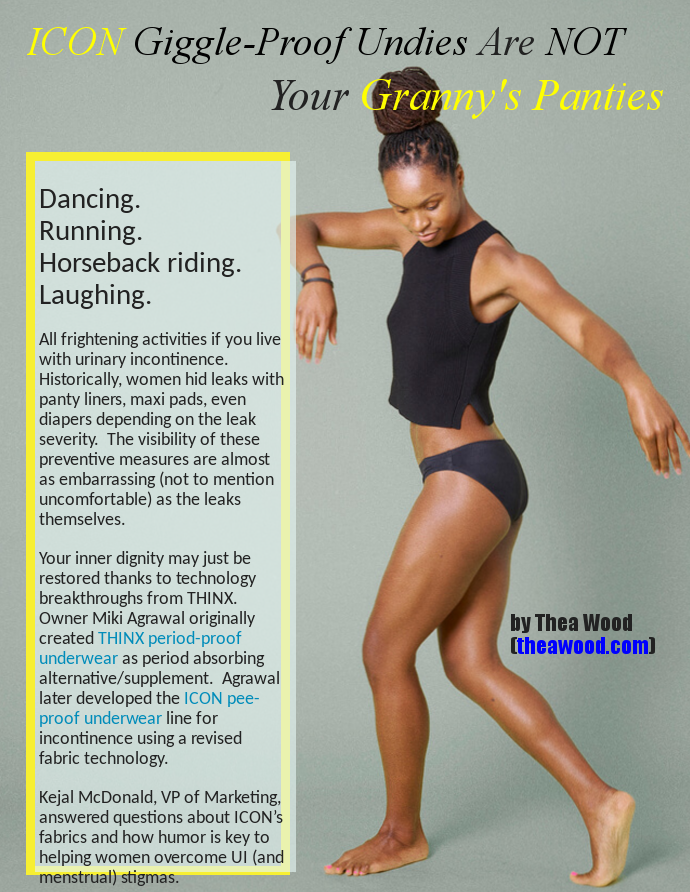 ICON Giggle-Proof Undies Are NOT
Your Granny's Panties
Dancing.
Running.
Horseback riding.
Laughing.
All frightening activities if you live
with urinary incontinence.
Historically, women hid leaks with
panty liners, maxi pads, even
diapers depending on the leak
severity.  The visibility of these
preventive measures are almost
as embarrassing (not to mention
uncomfortable) as the leaks
themselves.
Your inner dignity may just be
restored thanks to technology
breakthroughs from THINX.
Owner Miki Agrawal originally
created THINX period-proof
underwear as period absorbing
alternative/supplement.  Agrawal
later developed the ICON pee-
proof underwear line for
incontinence using a revised
fabric technology.
Kejal McDonald, VP of Marketing,
answered questions about ICON’s
fabrics and how humor is key to
helping women overcome UI (and
menstrual) stigmas.
by Thea Wood
(theawood.com)